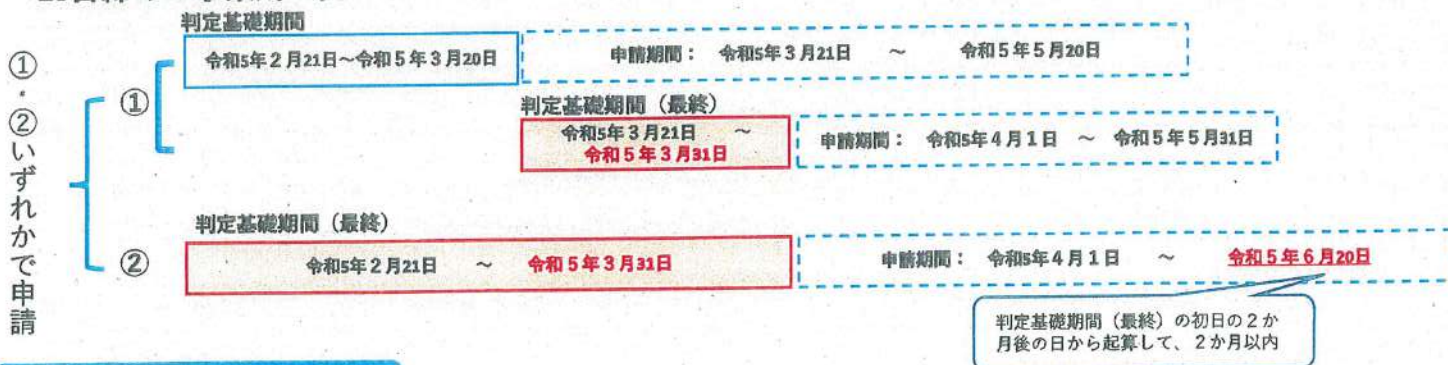 判定基礎期間
令和5年2月21日~令和5年3月20日
申請期間： 令和5年3月21日 ~ 令和5年5月20日
①・②いずれかで申請
①
判定基礎期間（最終）
令和5年3月21日 ~
令和5年3月31日
申請期間： 令和5年4月1日 ~ 令和5年5月31日
判定基礎期間（最終）
②
令和5年2月21日 ~ 令和5年3月31日
申請期間： 令和5年4月1日 ~ 令和5年6月20日
判定基礎期間（最終）の初日の2か
月後の日から起算して、2か月以内